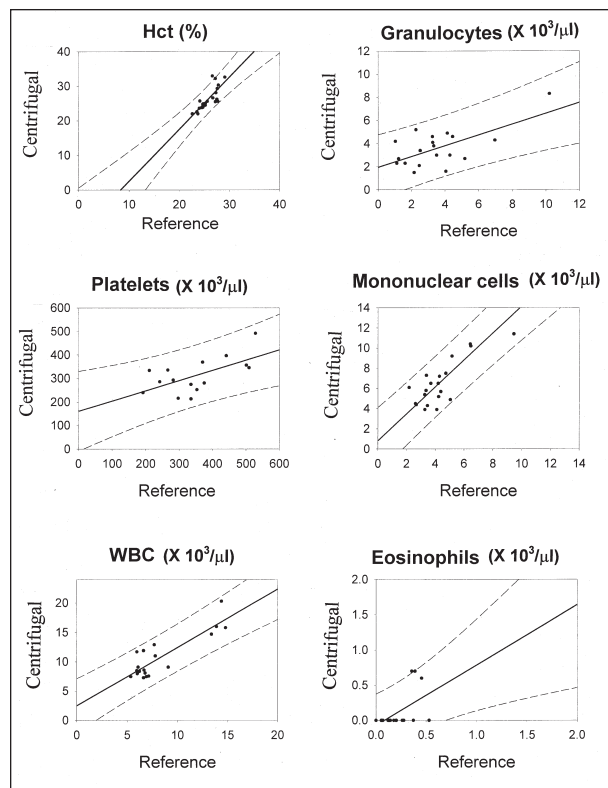 Hct (%)
Centrifugal
40
30
20
10
0
0 10 20 30 40
Reference
Granulocytes (X 10³/μl)
Centrifugal
12
10
8
6
4
2
0
0 2 4 6 8 10 12
Reference
Platelets (X 10³/μl)
Centrifugal
600
500
400
300
200
100
0
0 100 200 300 400 500 600
Reference
Mononuclear cells (X 10³/μl)
Centrifugal
14
12
10
8
6
4
2
0
0 2 4 6 8 10 12 14
Reference
WBC (X 10³/μl)
Centrifugal
20
15
10
5
0
0 5 10 15 20
Reference
Eosinophils (X 10³/μl)
Centrifugal
2.0
1.5
1.0
0.5
0.0
0.0 0.5 1.0 1.5 2.0
Reference